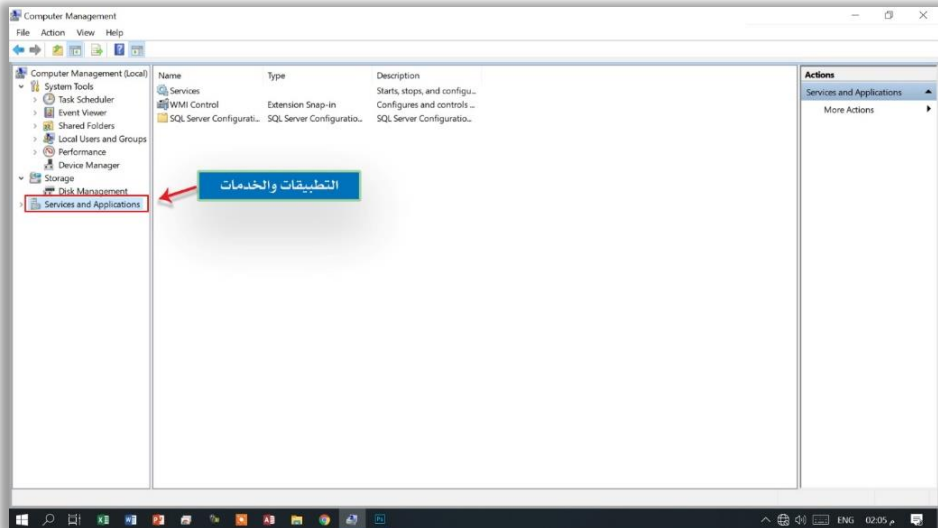 Computer Management
File Action View Help
Computer Management (Local)
System Tools
Task Scheduler
Event Viewer
Shared Folders
Local Users and Groups
Performance
Device Manager
Storage
Disk Management
Services and Applications
Name Type Description
Services Starts, stops, and configu...
WMI Control Extension Snap-in Configures and controls ...
SQL Server Configurati... SQL Server Configuratio... SQL Server Configuratio...
التطبيقات والخدمات
Actions
Services and Applications
More Actions
ENG 02:05 م